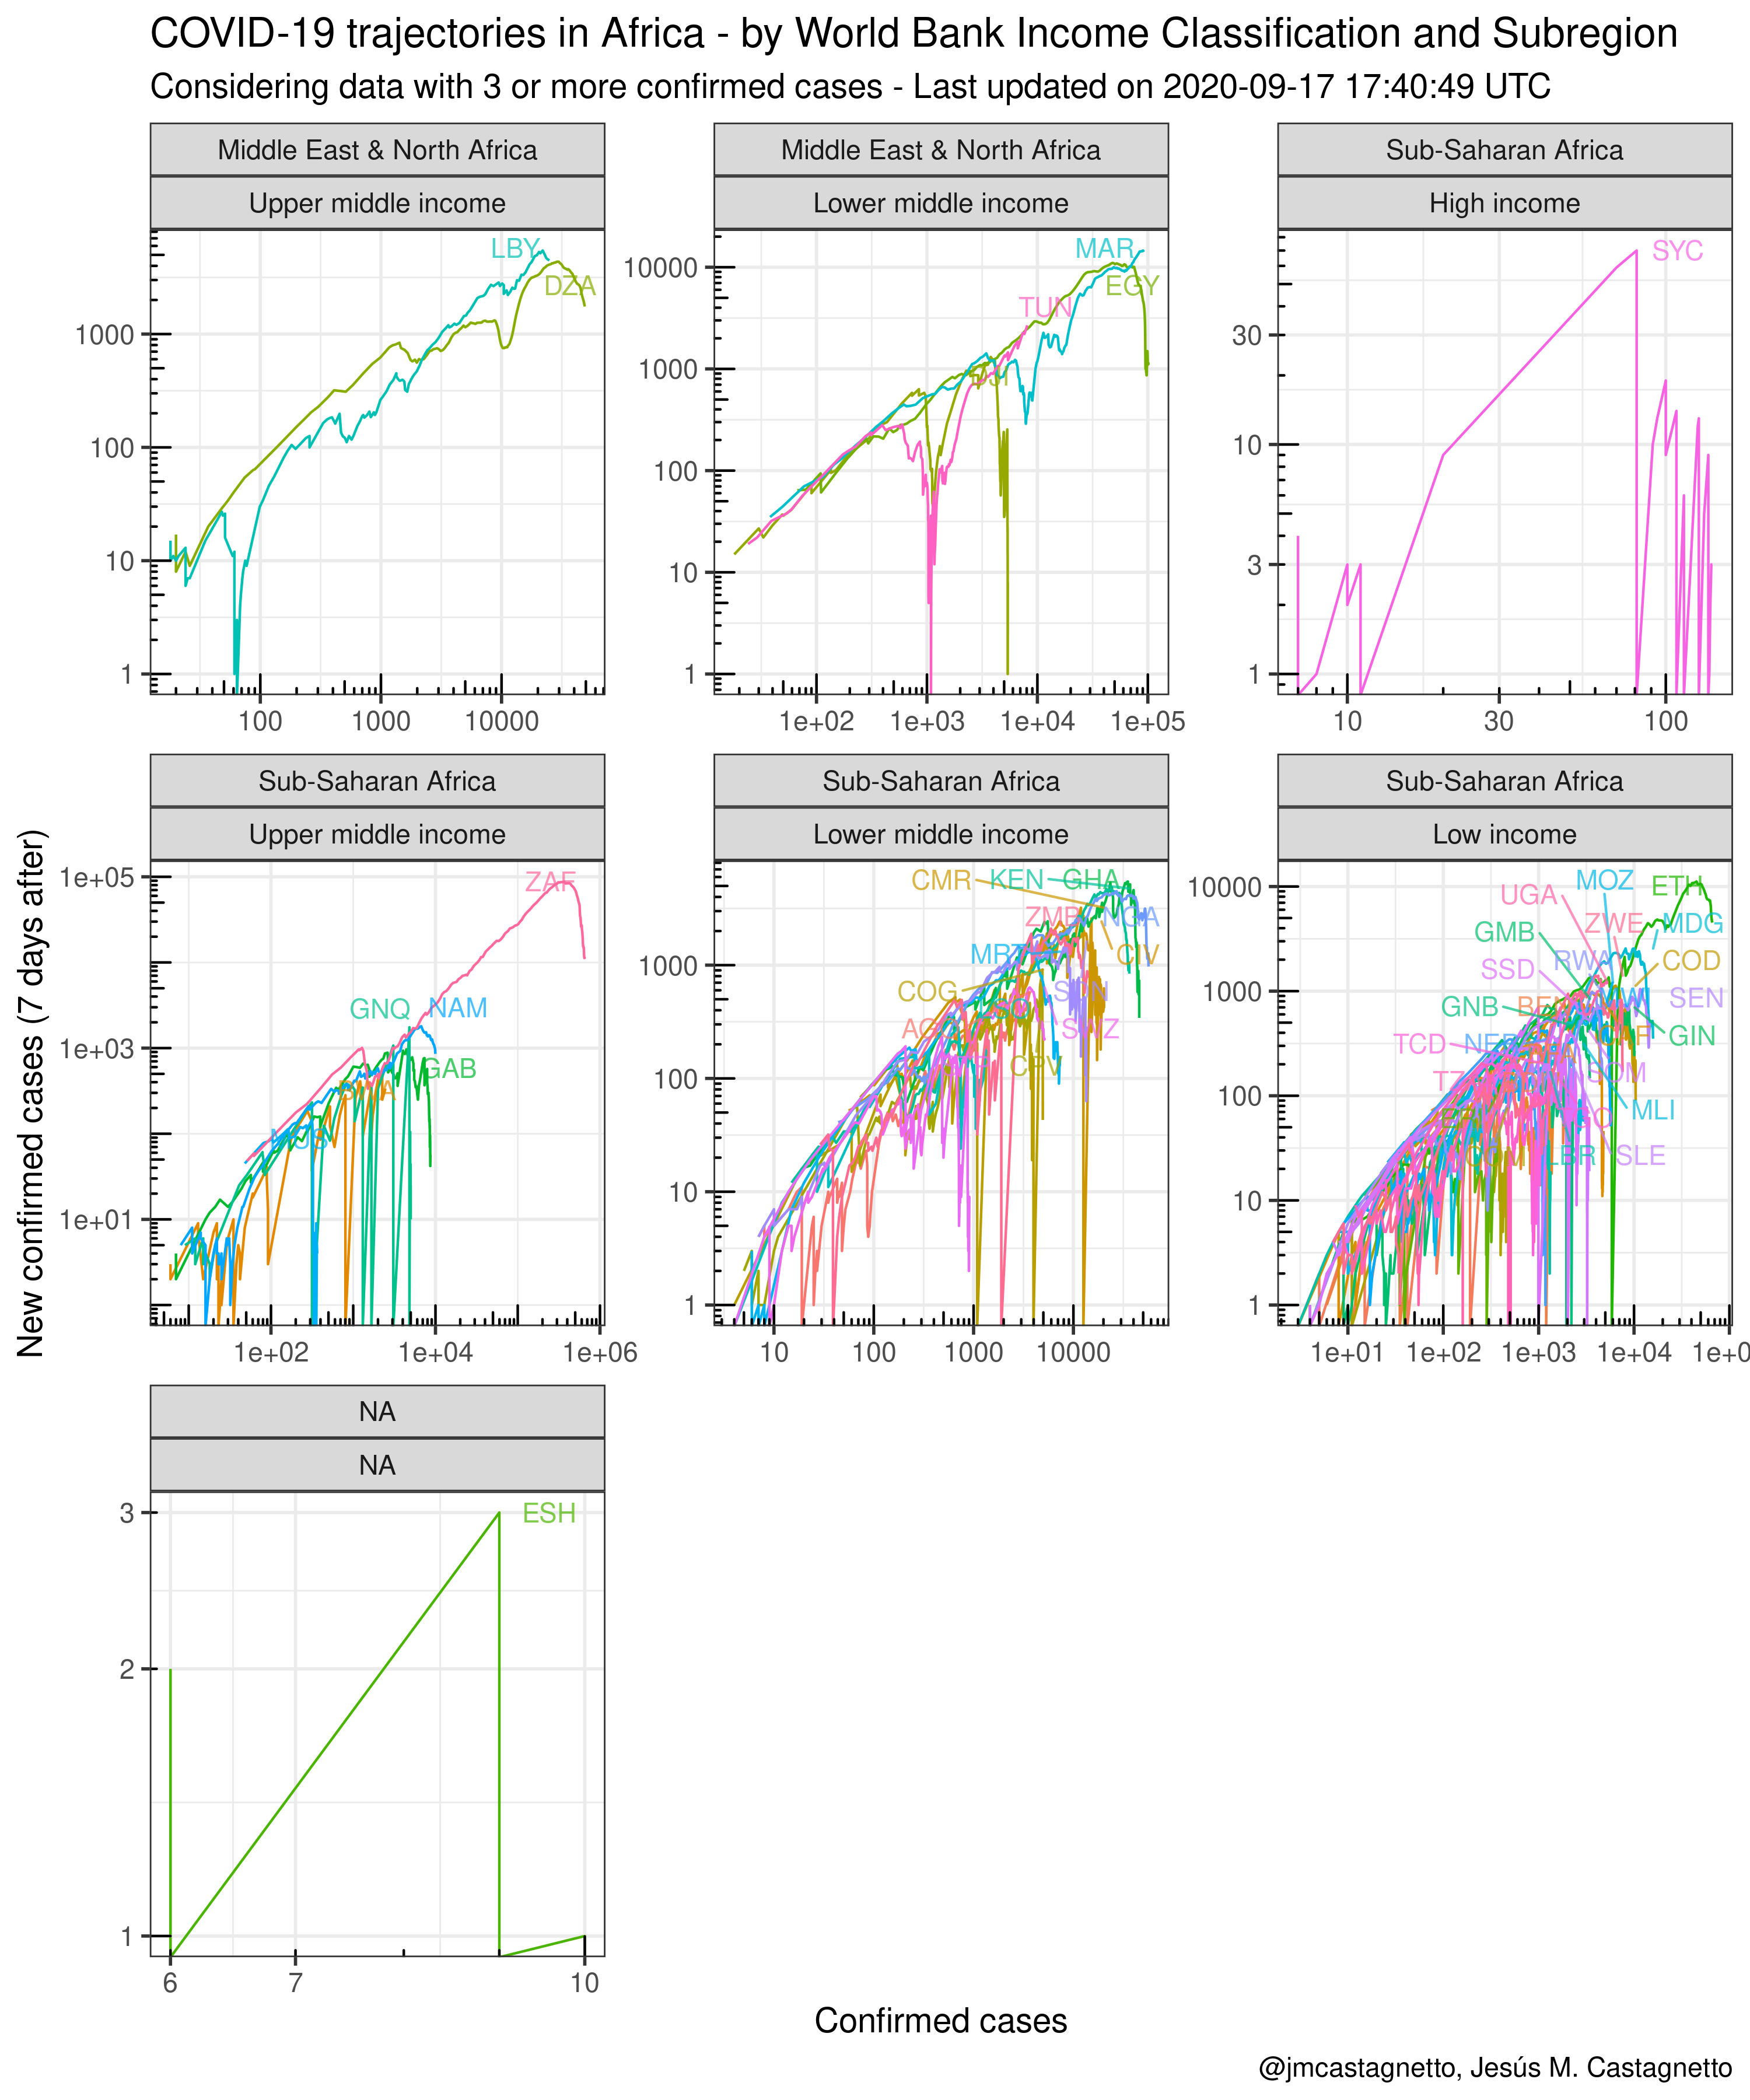 COVID-19 trajectories in Africa - by World Bank Income Classification and Subregion
Considering data with 3 or more confirmed cases - Last updated on 2020-09-17 17:40:49 UTC
Middle East & North Africa
Upper middle income
LBY
DZA
1000
100
10
1
100 1000 10000
Middle East & North Africa
Lower middle income
MAR
EGY
TUN
10000
1000
100
10
1
1e+02 1e+03 1e+04 1e+05
Sub-Saharan Africa
High income
SYC
30
10
3
1
10 30 100
New confirmed cases (7 days after)
Sub-Saharan Africa
Upper middle income
ZAF
GNQ
NAM
GAB
1e+05
1e+03
1e+01
1e+02 1e+04 1e+06
Sub-Saharan Africa
Lower middle income
CMR
KEN
GHA
ZMB
NGA
MRT
CIV
COG
SWZ
CPV
1000
100
10
1
10 100 1000 10000
Sub-Saharan Africa
Low income
MOZ
ETH
UGA
ZWE
MDG
GMB
RWA
COD
SSD
SEN
GNB
GIN
TCD
SOM
MLI
LBR
SLE
10000
1000
100
10
1
1e+01 1e+02 1e+03 1e+04 1e+0
NA
NA
ESH
3
2
1
6 7 10
Confirmed cases
@jmcastagnetto, Jesús M. Castagnetto